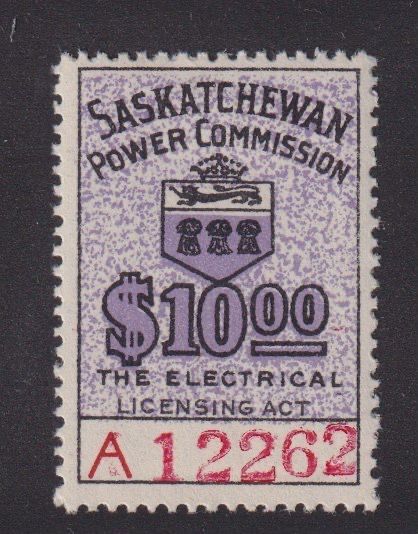 SASKATCHEWAN
POWER COMMISSION
$10.00
THE ELECTRICAL
LICENSING ACT
A 12262